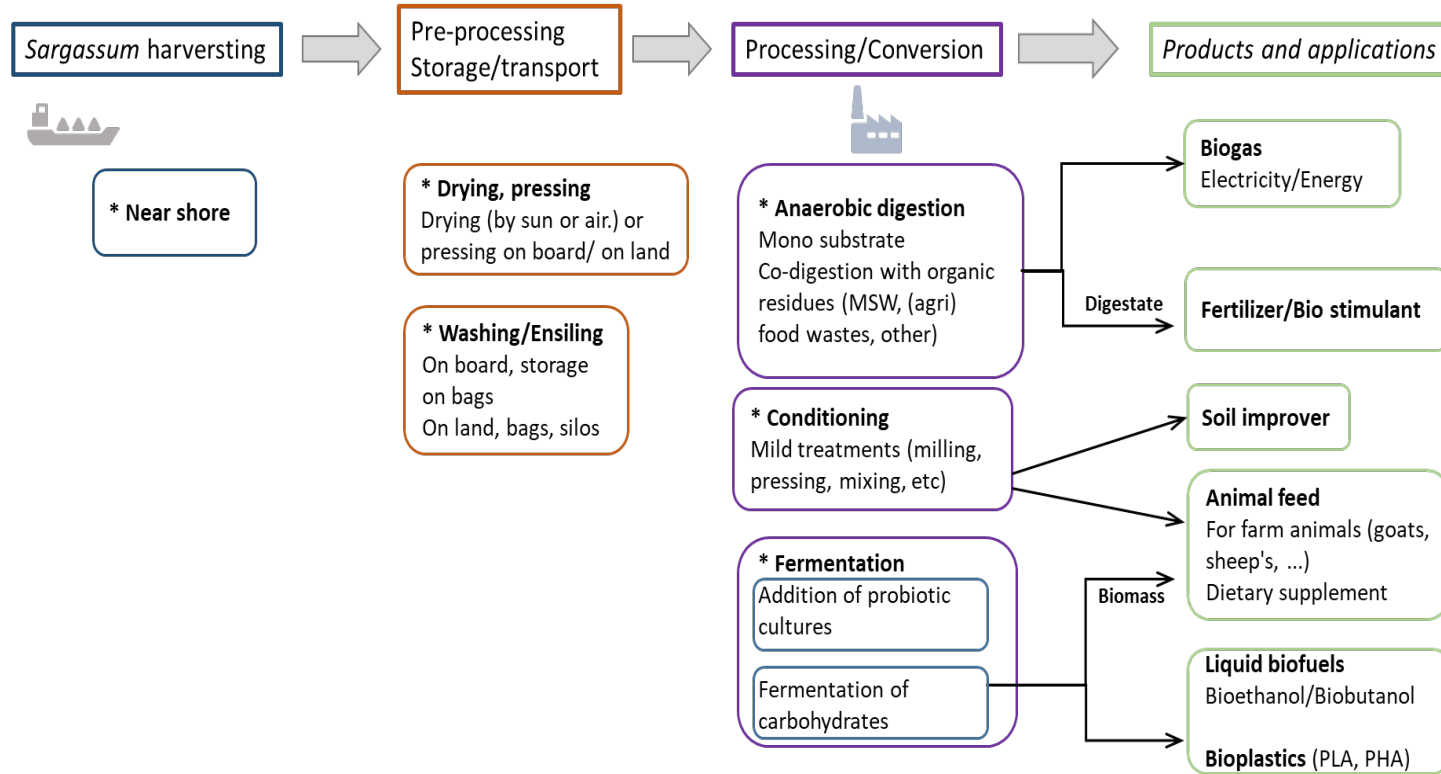 Sargassum harversting
Pre-processing
Storage/transport
Processing/Conversion
Products and applications
* Near shore
* Drying, pressing
Drying (by sun or air.) or
pressing on board/ on land
* Washing/Ensiling
On board, storage
on bags
On land, bags, silos
* Anaerobic digestion
Mono substrate
Co-digestion with organic
residues (MSW, (agri)
food wastes, other)
* Conditioning
Mild treatments (milling,
pressing, mixing, etc)
* Fermentation
Addition of probiotic
cultures
Fermentation of
carbohydrates
Digestate
Biomass
Biogas
Electricity/Energy
Fertilizer/Bio stimulant
Soil improver
Animal feed
For farm animals (goats,
sheep's, ...)
Dietary supplement
Liquid biofuels
Bioethanol/Biobutanol
Bioplastics (PLA, PHA)